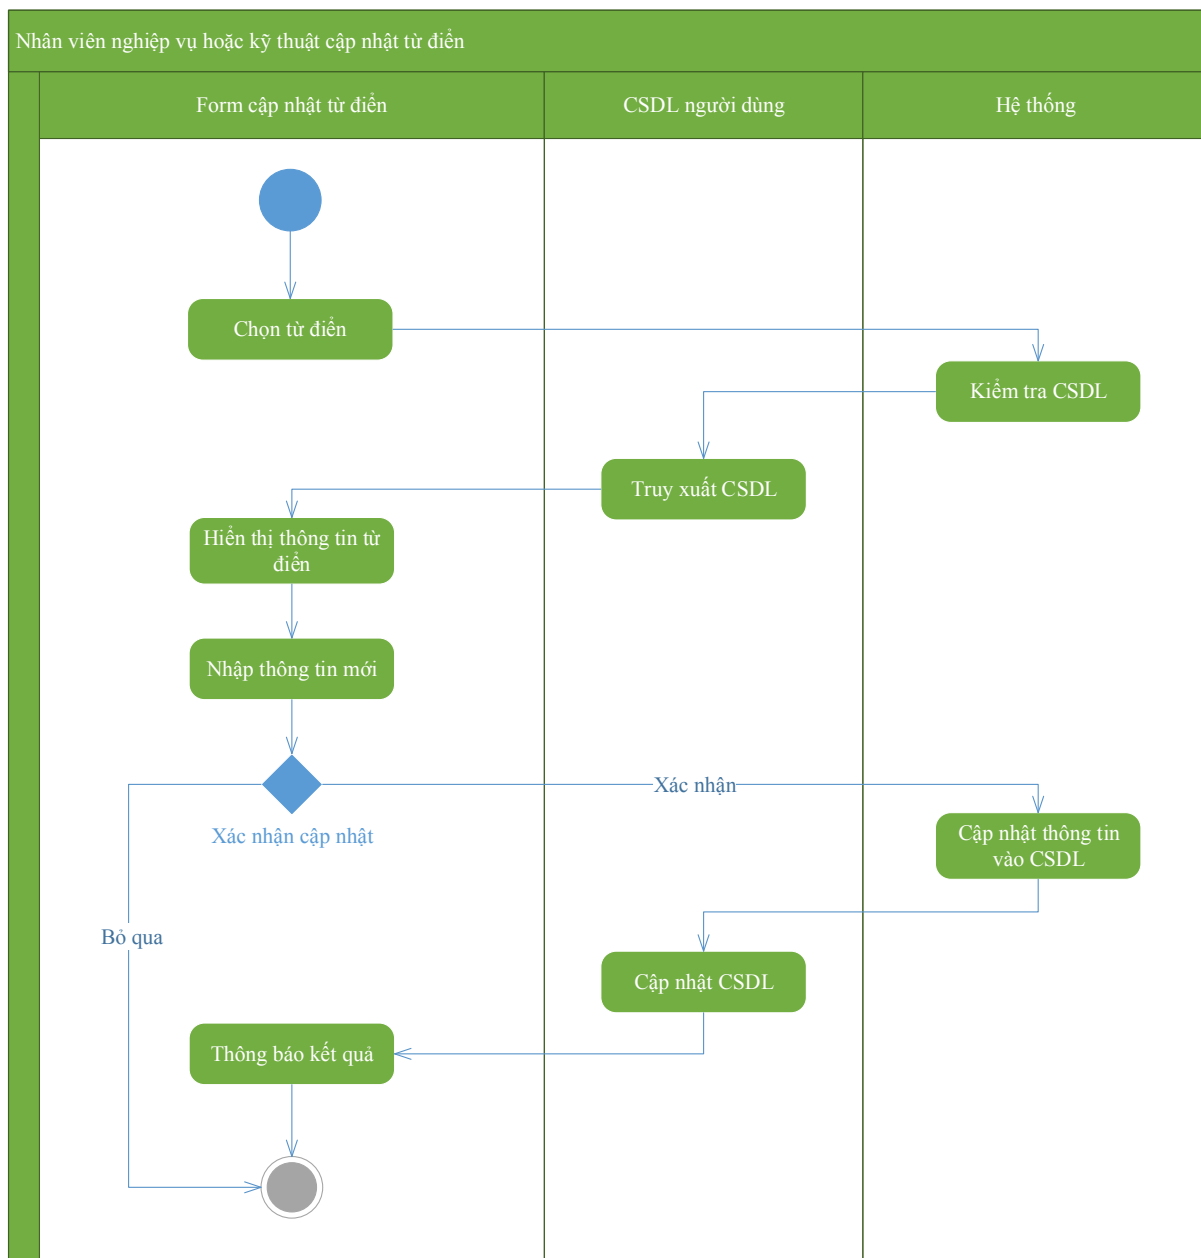 Nhân viên nghiệp vụ hoặc kỹ thuật cập nhật từ điển
Form cập nhật từ điển
CSDL người dùng
Hệ thống
Chọn từ điển
Kiểm tra CSDL
Truy xuất CSDL
Hiển thị thông tin từ
điển
Nhập thông tin mới
Xác nhận
Xác nhận cập nhật
Cập nhật thông tin
vào CSDL
Bỏ qua
Cập nhật CSDL
Thông báo kết quả